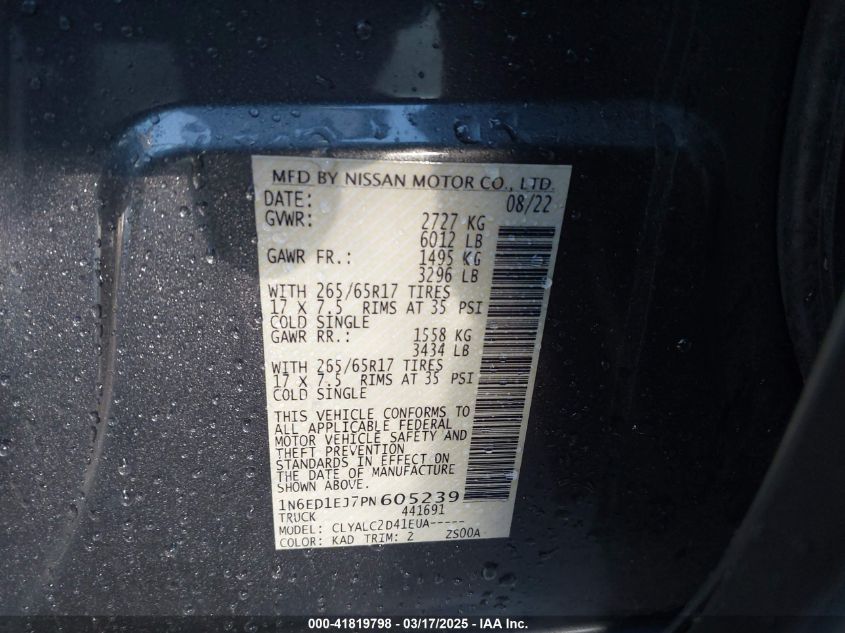 MFD BY NISSAN MOTOR CO., LTD.
DATE: 08/22
GVWR: 2727 KG
6012 LB
GAWR FR.: 1495 KG
3296 LB
WITH 265/65R17 TIRES
17 X 7.5 RIMS AT 35 PSI
COLD SINGLE
GAWR RR.: 1558 KG
3434 LB
WITH 265/65R17 TIRES
17 X 7.5 RIMS AT 35 PSI
COLD SINGLE
THIS VEHICLE CONFORMS TO
ALL APPLICABLE FEDERAL
MOTOR VEHICLE SAFETY AND
THEFT PREVENTION
STANDARDS IN EFFECT ON
THE DATE OF MANUFACTURE
SHOWN ABOVE.
1N6ED1EJ7PN605239
TRUCK 441691
MODEL: CLYALC2D41EUA-----
COLOR: KAD TRIM: 2 ZS00A
000-41819798 - 03/17/2025 - IAA Inc.